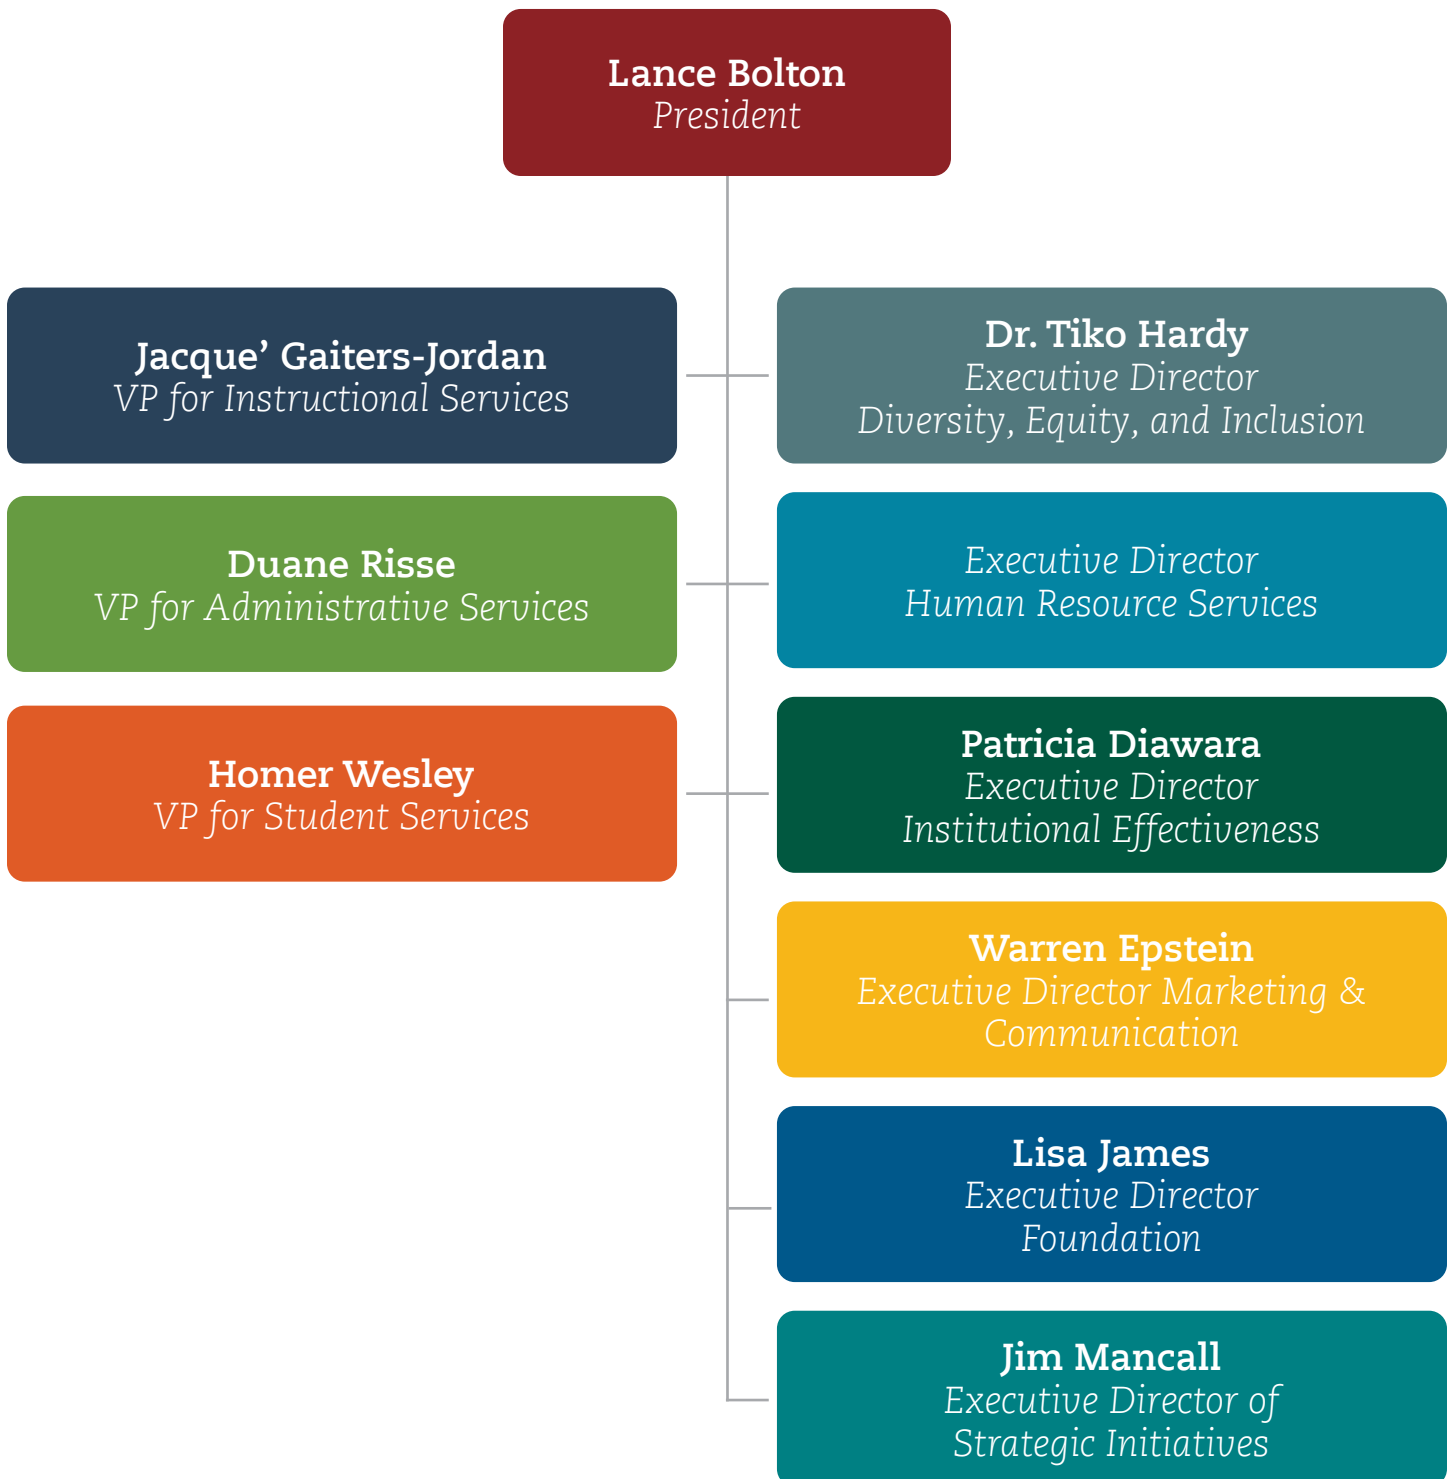 Lance Bolton
President
Jacque’ Gaiters-Jordan
VP for Instructional Services
Dr. Tiko Hardy
Executive Director
Diversity, Equity, and Inclusion
Duane Risse
VP for Administrative Services
Executive Director
Human Resource Services
Homer Wesley
VP for Student Services
Patricia Diawara
Executive Director
Institutional Effectiveness
Warren Epstein
Executive Director Marketing &
Communication
Lisa James
Executive Director
Foundation
Jim Mancall
Executive Director of
Strategic Initiatives